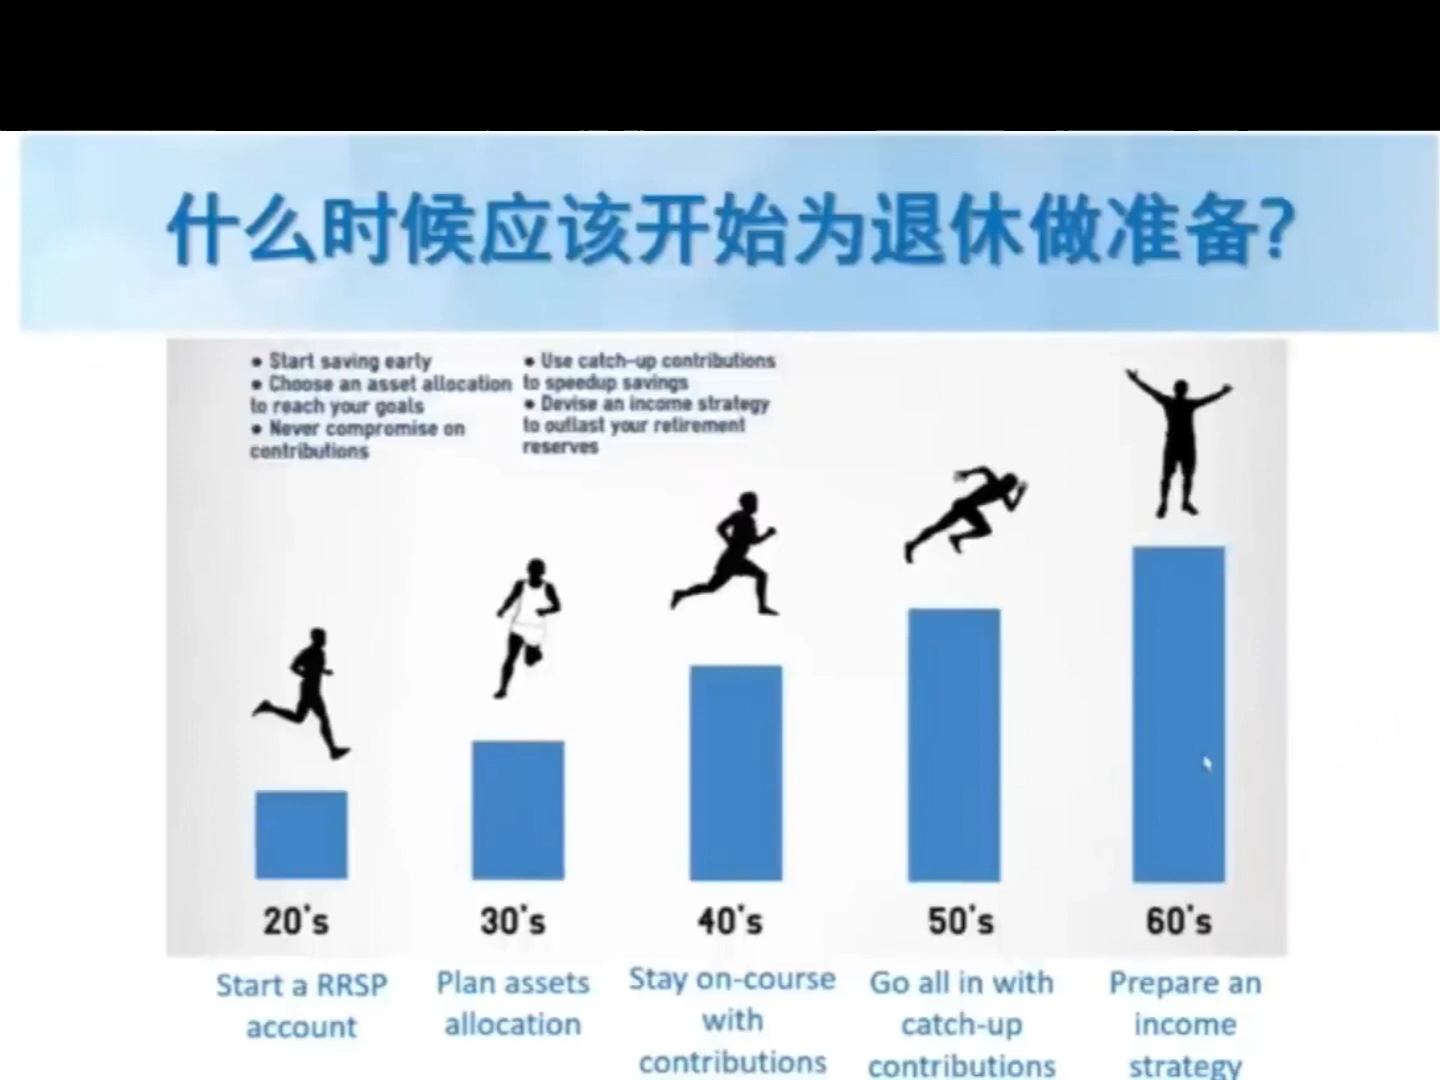 什么时候应该开始为退休做准备?
• Start saving early
• Choose an asset allocation
to reach your goals
• Never compromise on
contributions
• Use catch-up contributions
to speedup savings
• Devise an income strategy
to outlast your retirement
reserves
20's
30's
40's
50's
60's
Start a RRSP
account
Plan assets
allocation
Stay on-course
with
contributions
Go all in with
catch-up
contributions
Prepare an
income
strategy